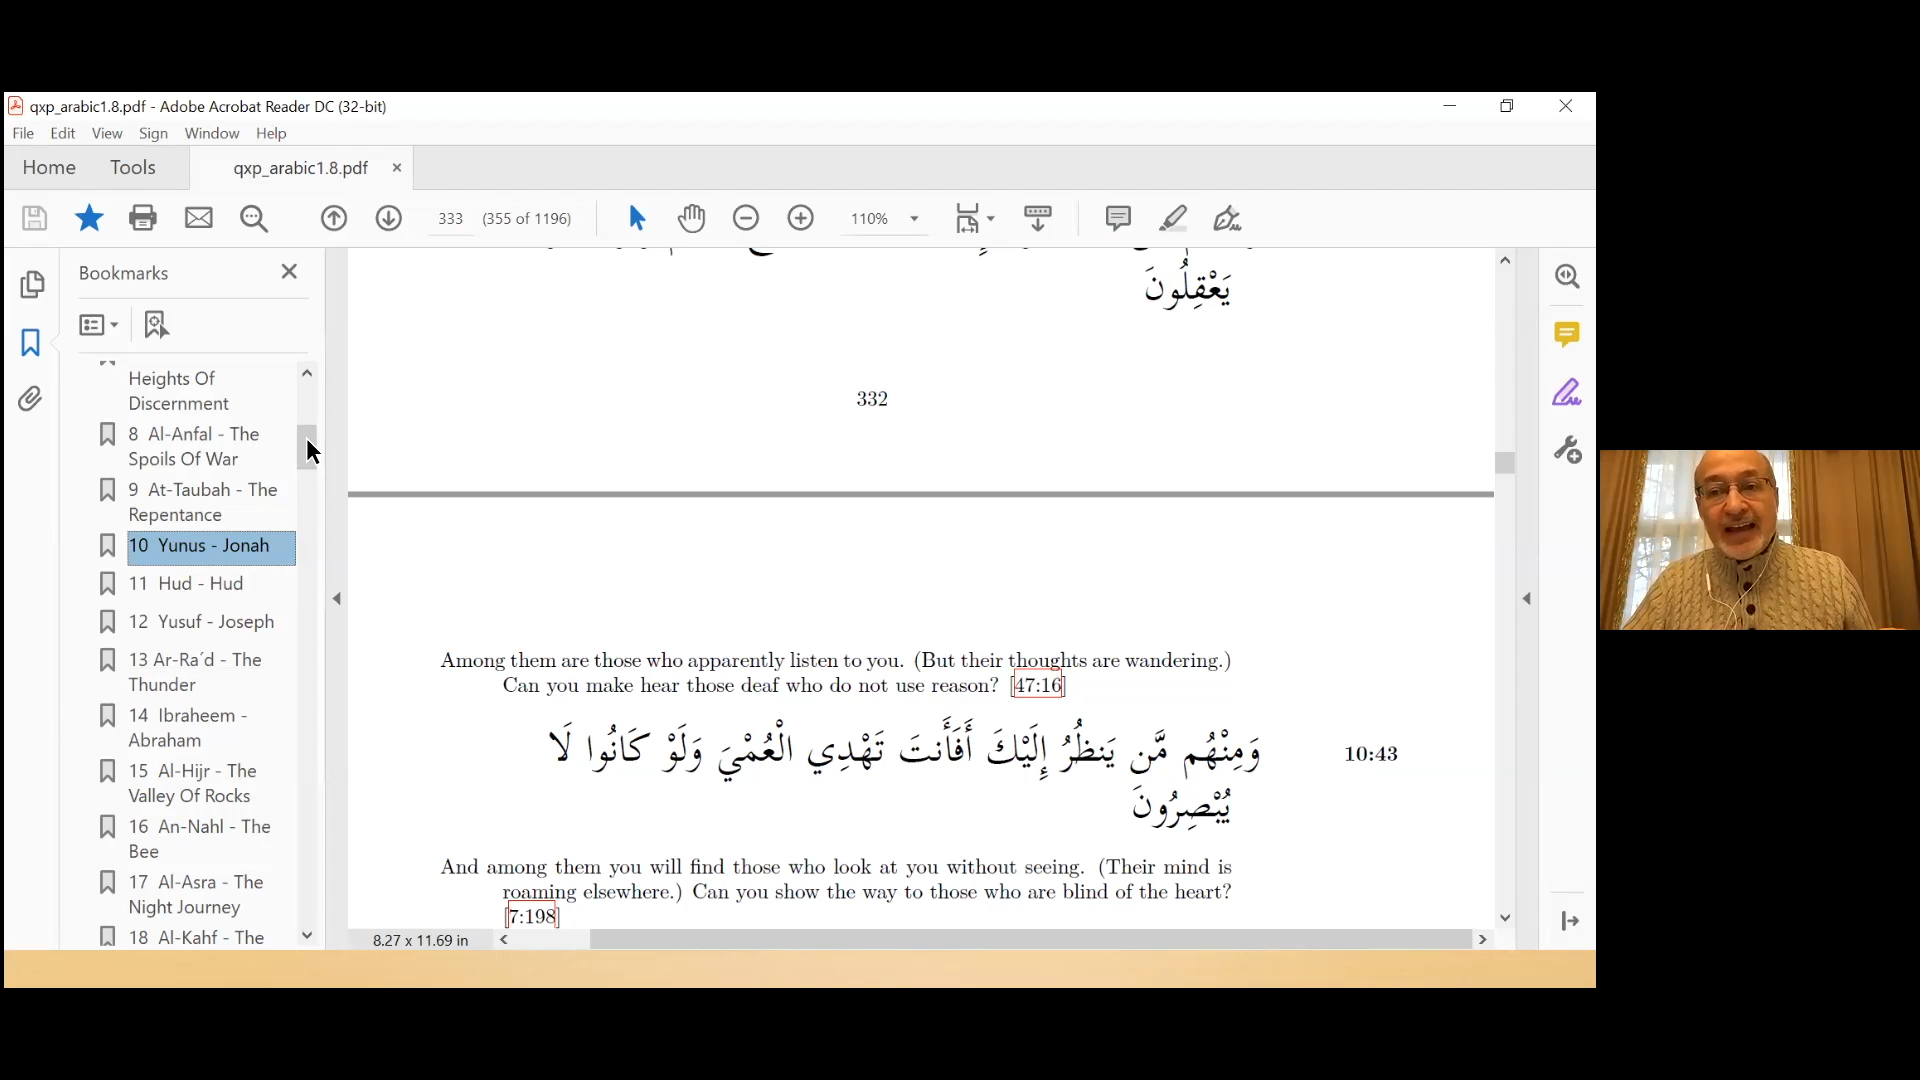 qxp_arabic1.8.pdf - Adobe Acrobat Reader DC (32-bit)
File Edit View Sign Window Help
Home Tools qxp_arabic1.8.pdf
333 (355 of 1196) 110%
Bookmarks
Heights Of
Discernment
8 Al-Anfal - The
Spoils Of War
9 At-Taubah - The
Repentance
10 Yunus - Jonah
11 Hud - Hud
12 Yusuf - Joseph
13 Ar-Ra´d - The
Thunder
14 Ibraheem -
Abraham
15 Al-Hijr - The
Valley Of Rocks
16 An-Nahl - The
Bee
17 Al-Asra - The
Night Journey
18 Al-Kahf - The
يَعْقِلُونَ
332
Among them are those who apparently listen to you. (But their thoughts are wandering.)
Can you make hear those deaf who do not use reason? [47:16]
وَمِنْهُم مَّن يَنظُرُ إِلَيْكَ أَفَأَنتَ تَهْدِي الْعُمْيَ وَلَوْ كَانُوا لَا 10:43
يُبْصِرُونَ
And among them you will find those who look at you without seeing. (Their mind is
roaming elsewhere.) Can you show the way to those who are blind of the heart?
[7:198]
8.27 x 11.69 in